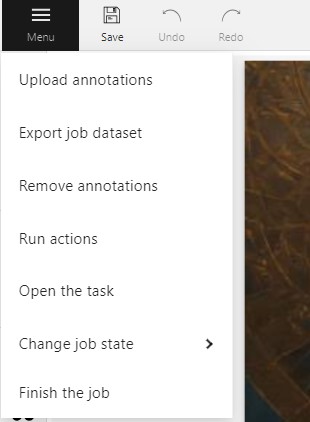 Menu
Save
Undo
Redo
Upload annotations
Export job dataset
Remove annotations
Run actions
Open the task
Change job state
Finish the job